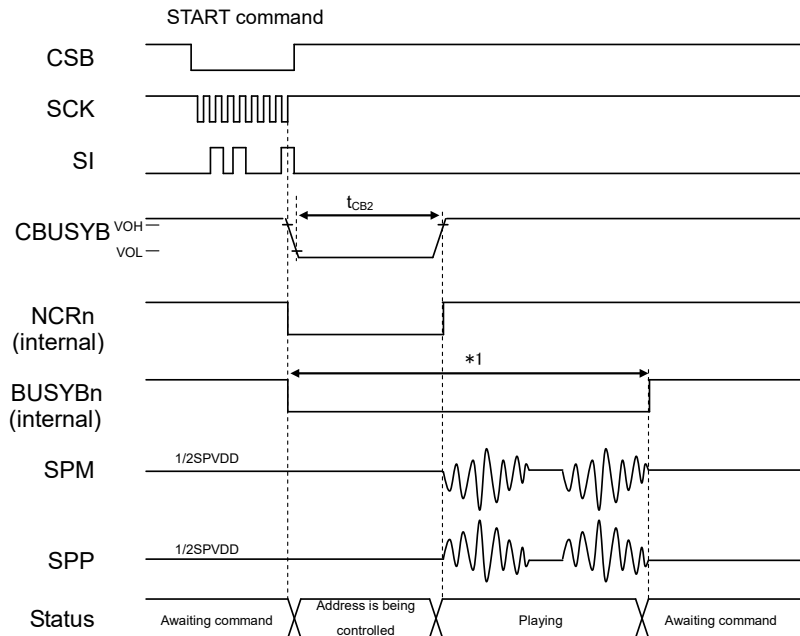 START command
CSB
SCK
SI
tCB2
CBUSYB
VOH
VOL
NCRn
(internal)
*1
BUSYBn
(internal)
1/2SPVDD
SPM
1/2SPVDD
SPP
Status
Awaiting command
Address is being
controlled
Playing
Awaiting command